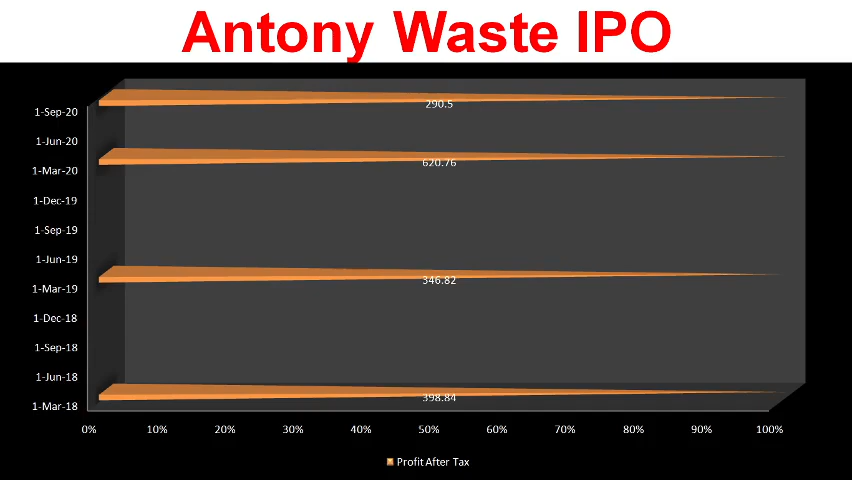 Antony Waste IPO
290.5
1-Sep-20
1-Jun-20
620.76
1-Mar-20
1-Dec-19
1-Sep-19
1-Jun-19
346.82
1-Mar-19
1-Dec-18
1-Sep-18
1-Jun-18
398.84
1-Mar-18
0% 10% 20% 30% 40% 50% 60% 70% 80% 90% 100%
Profit After Tax